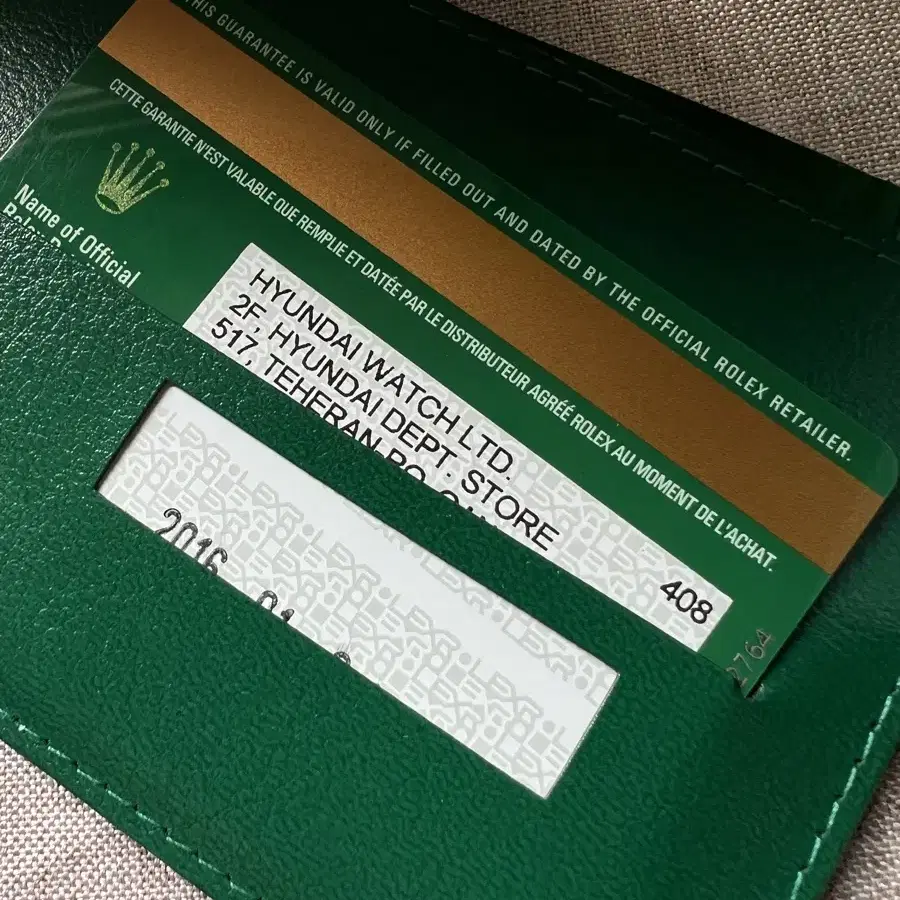 THIS GUARANTEE IS VALID ONLY IF FILLED OUT AND DATED BY THE OFFICIAL ROLEX RETAILER.
CETTE GARANTIE N'EST VALABLE QUE REMPLIE ET DATÉE PAR LE DISTRIBUTEUR AGRÉÉ ROLEX AU MOMENT DE L'ACHAT.
Name of Official
HYUNDAI WATCH LTD.
2F, HYUNDAI DEPT. STORE
517, TEHERAN-RO
408
2764
2016 01